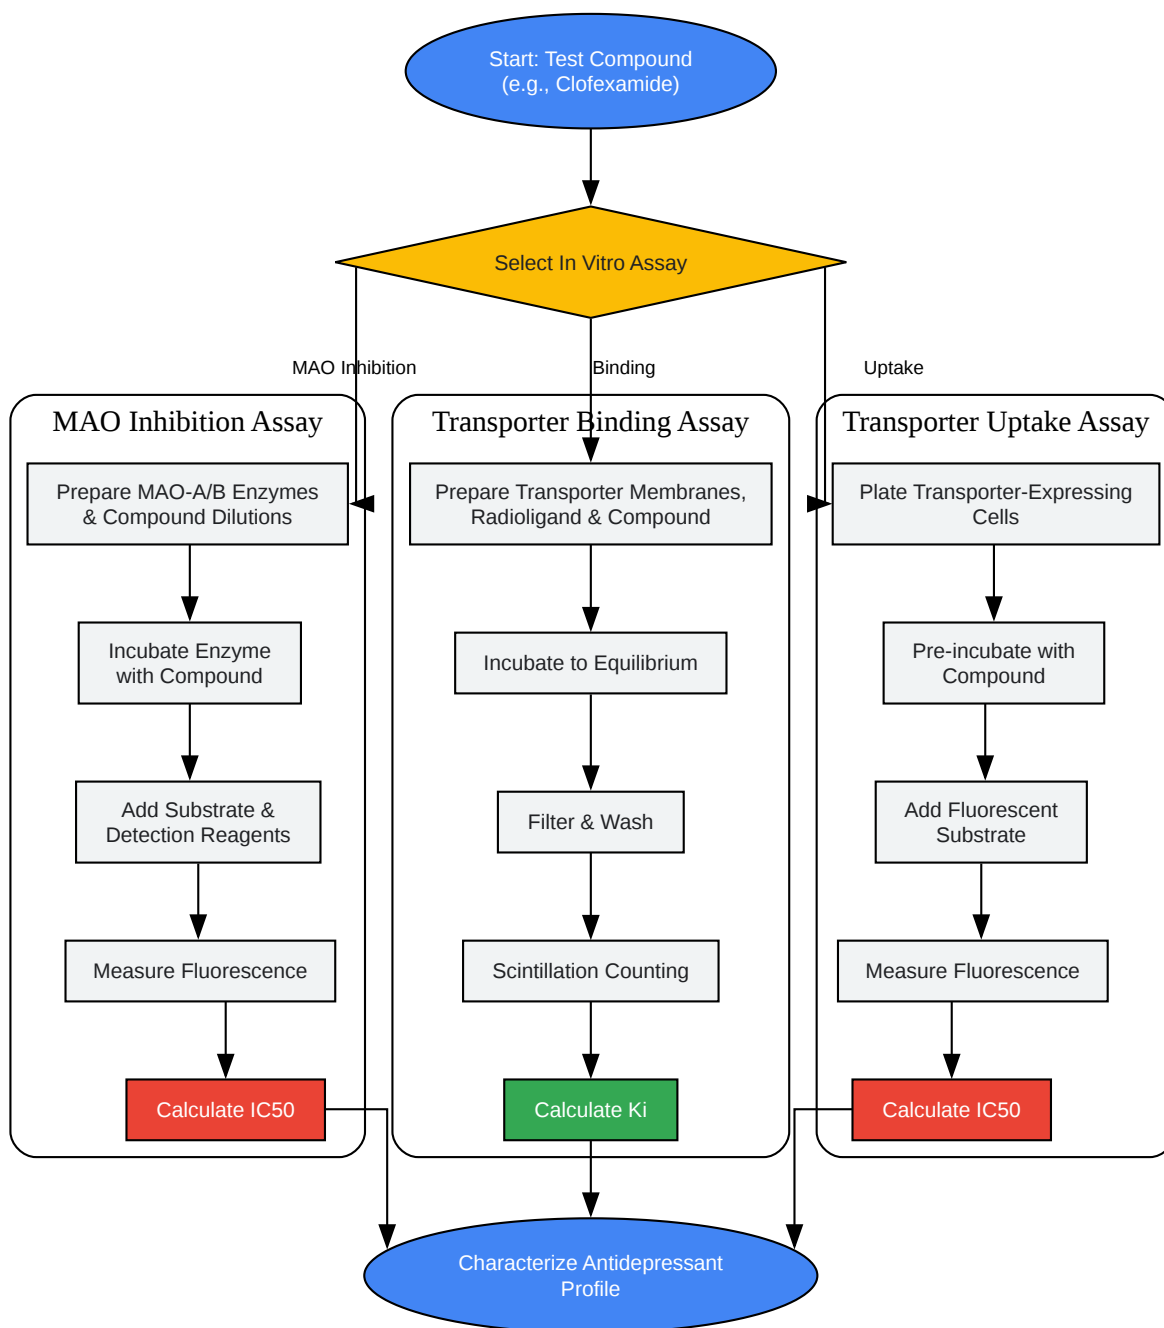 Start: Test Compound
(e.g., Clofexamide)
Select In Vitro Assay
MAO Inhibition
Binding
Uptake
MAO Inhibition Assay
Prepare MAO-A/B Enzymes
& Compound Dilutions
Incubate Enzyme
with Compound
Add Substrate &
Detection Reagents
Measure Fluorescence
Calculate IC50
Transporter Binding Assay
Prepare Transporter Membranes,
Radioligand & Compound
Incubate to Equilibrium
Filter & Wash
Scintillation Counting
Calculate Ki
Transporter Uptake Assay
Plate Transporter-Expressing
Cells
Pre-incubate with
Compound
Add Fluorescent
Substrate
Measure Fluorescence
Calculate IC50
Characterize Antidepressant
Profile